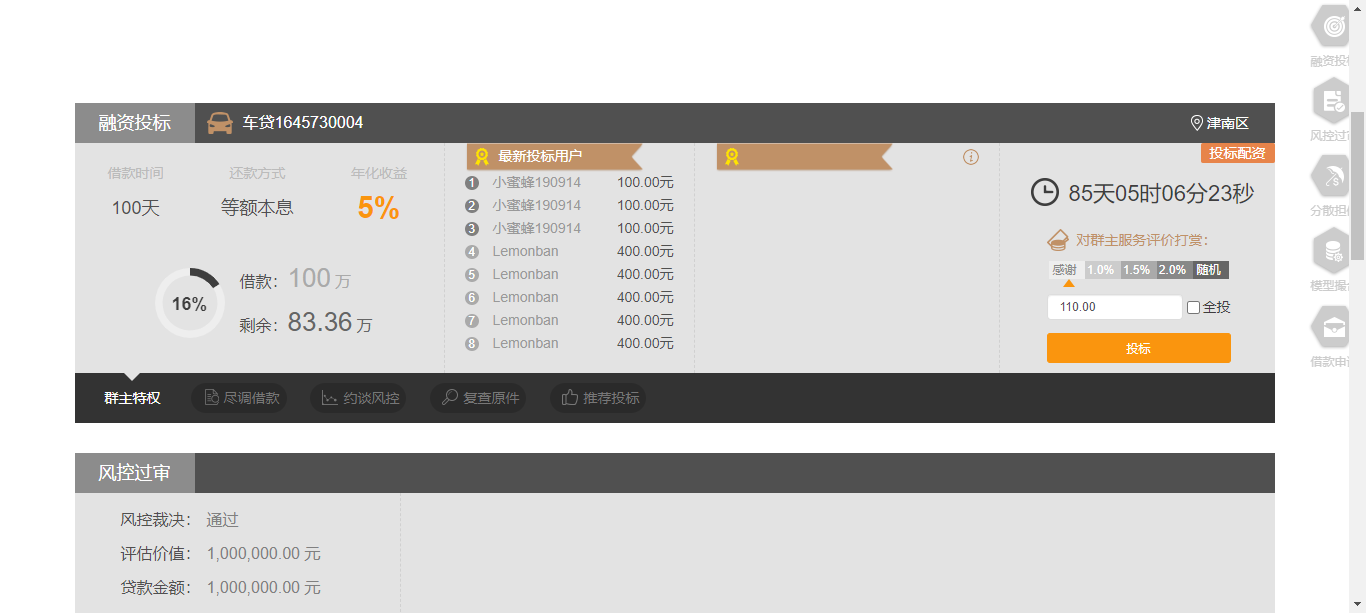 融资投标
车贷1645730004
津南区
借款时间
还款方式
年化收益
100天
等额本息
5%
16%
借款: 100 万
剩余: 83.36 万
最新投标用户
1 小蜜蜂190914 100.00元
2 小蜜蜂190914 100.00元
3 小蜜蜂190914 100.00元
4 Lemonban 400.00元
5 Lemonban 400.00元
6 Lemonban 400.00元
7 Lemonban 400.00元
8 Lemonban 400.00元
投标配资
85天05时06分23秒
对群主服务评价打赏:
感谢 1.0% 1.5% 2.0% 随机
110.00
全投
投标
群主特权
尽调借款
约谈风控
复查原件
推荐投标
风控过审
风控裁决: 通过
评估价值: 1,000,000.00 元
贷款金额: 1,000,000.00 元
融资投
风控过
分散担
模型撮
借款申